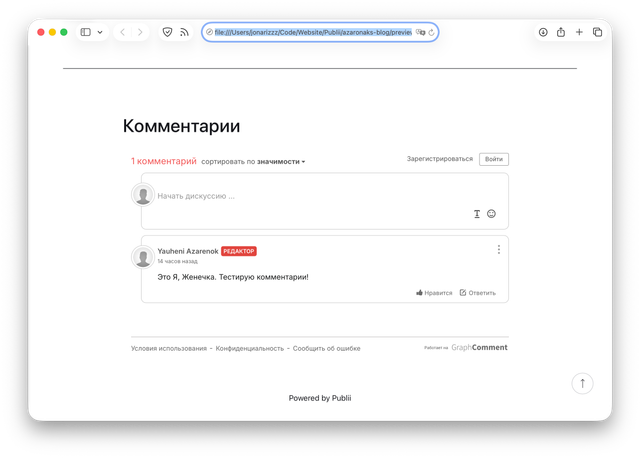 file:///Users/jonarizzz/Code/Website/Publii/azaronaks-blog/preview
Комментарии
1 комментарий сортировать по значимости
Зарегистрироваться Войти
Начать дискуссию ...
Yauheni Azarenok РЕДАКТОР
14 часов назад
Это Я, Женечка. Тестирую комментарии!
Нравится Ответить
Условия использования - Конфиденциальность - Сообщить об ошибке
Работает на GraphComment
Powered by Publii